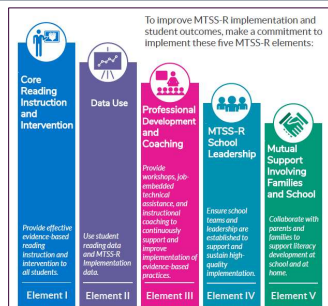 To improve MTSS-R implementation and
student outcomes, make a commitment to
implement these five MTSS-R elements:
Core
Reading
Instruction
and
Intervention
Provide effective
evidence-based
reading
instruction and
intervention to
all students.
Element I
Data Use
Use student
reading data
and MTSS-R
Implementation
data.
Element II
Professional
Development
and
Coaching
Provide
workshops, job-
embedded
technical
assistance, and
instructional
coaching to
continuously
support and
improve
implementation of
evidence-based
practices.
Element III
MTSS-R
School
Leadership
Ensure school
teams and
leadership are
established to
support and
sustain high-
quality
implementation.
Element IV
Mutual
Support
Involving
Families
and School
Collaborate with
parents and
families to
support literacy
development at
school and at
home.
Element V